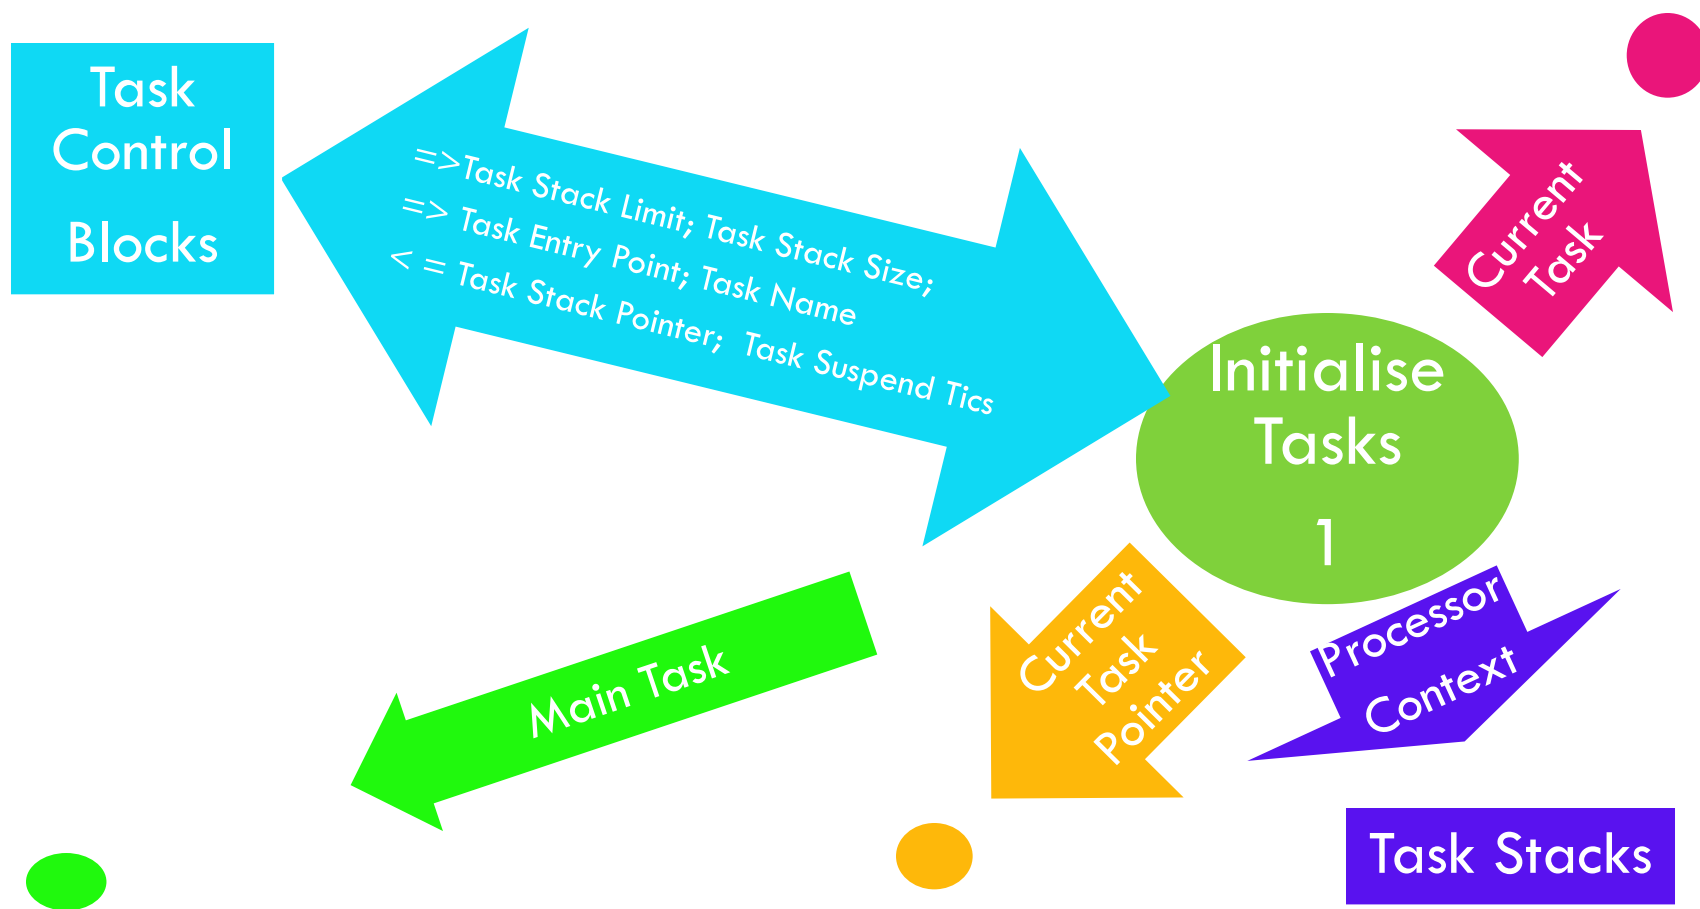 Task
Control
Blocks
=>Task Stack Limit; Task Stack Size;
=> Task Entry Point; Task Name
< = Task Stack Pointer;  Task Suspend Tics
Current
Task
Initialise
Tasks
1
Main Task
Current
Task
Pointer
Processor
Context
Task Stacks